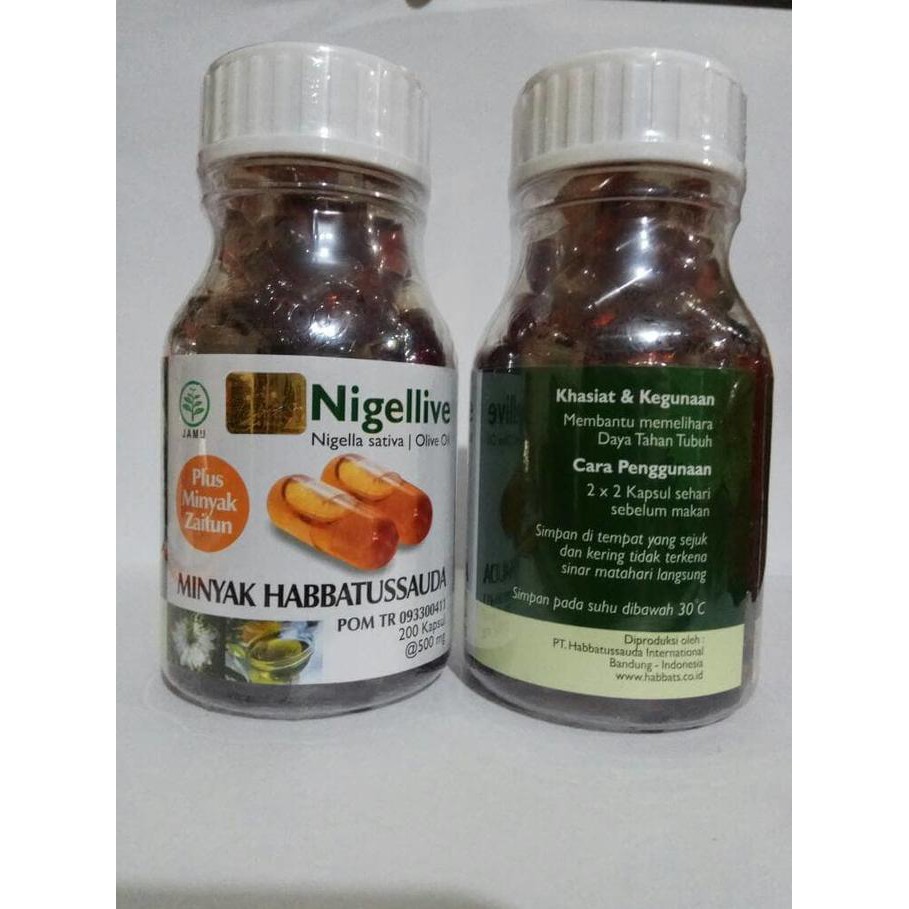 JAMU
Nigellive
Nigella sativa | Olive
Plus
Minyak
Zaitun
MINYAK HABBATUSSAUDA
POM TR 093300411
200 Kapsul
@500 mg
Khasiat & Kegunaan
Membantu memelihara
Daya Tahan Tubuh
Cara Penggunaan
2 x 2 Kapsul sehari
sebelum makan
Simpan di tempat yang sejuk
dan kering tidak terkena
sinar matahari langsung
Simpan pada suhu dibawah 30°C
Diproduksi oleh :
PT. Habbatussauda International
Bandung - Indonesia
www.habbats.co.id